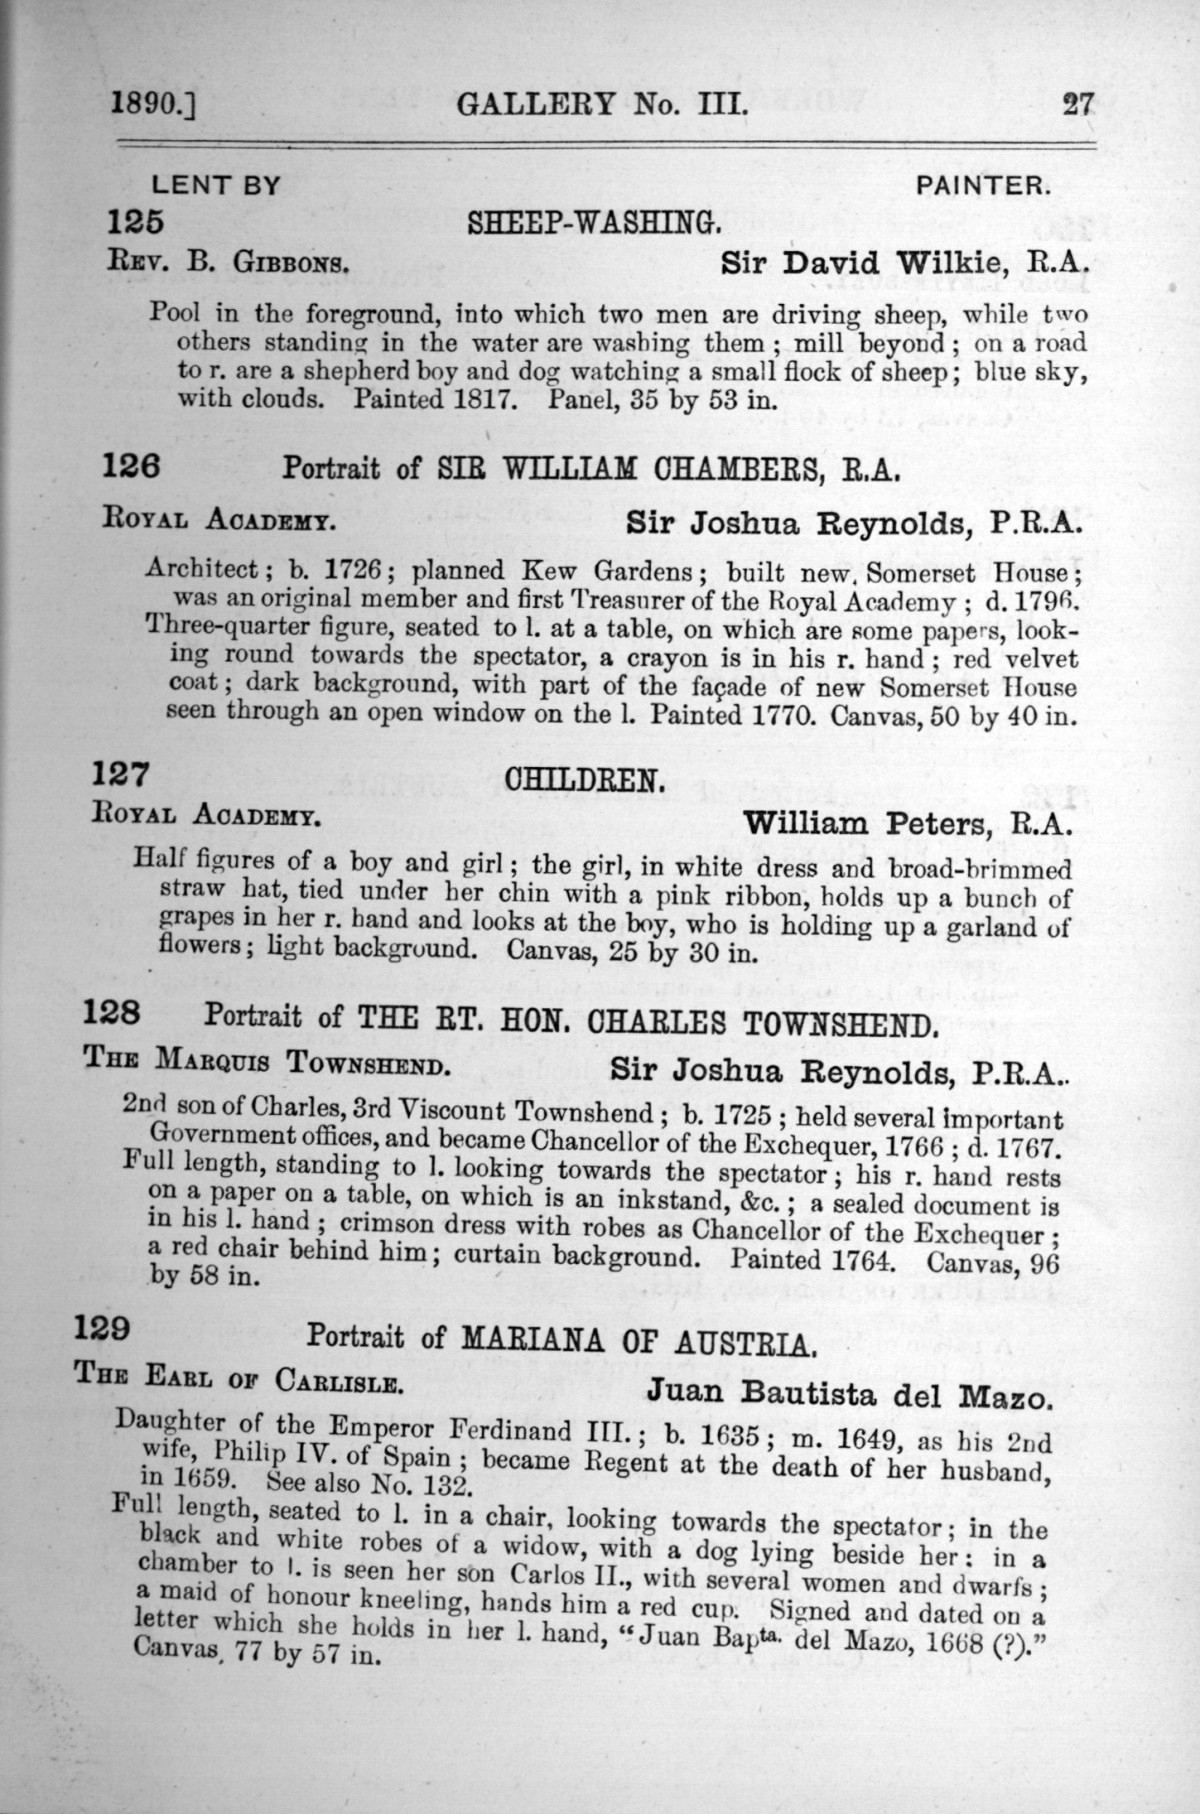 1890.] GALLERY No. III. 27
LENT BY PAINTER.
125 SHEEP-WASHING.
REV. B. GIBBONS. Sir David Wilkie, R.A.
Pool in the foreground, into which two men are driving sheep, while two
others standing in the water are washing them ; mill beyond ; on a road
to r. are a shepherd boy and dog watching a small flock of sheep ; blue sky,
with clouds. Painted 1817. Panel, 35 by 53 in.
126 Portrait of SIR WILLIAM CHAMBERS, R.A.
ROYAL ACADEMY. Sir Joshua Reynolds, P.R.A.
Architect ; b. 1726 ; planned Kew Gardens ; built new. Somerset House ;
was an original member and first Treasurer of the Royal Academy ; d. 1796.
Three-quarter figure, seated to l. at a table, on which are some papers, look-
ing round towards the spectator, a crayon is in his r. hand ; red velvet
coat ; dark background, with part of the façade of new Somerset House
seen through an open window on the l. Painted 1770. Canvas, 50 by 40 in.
127 CHILDREN.
ROYAL ACADEMY. William Peters, R.A.
Half figures of a boy and girl ; the girl, in white dress and broad-brimmed
straw hat, tied under her chin with a pink ribbon, holds up a bunch of
grapes in her r. hand and looks at the boy, who is holding up a garland of
flowers ; light background. Canvas, 25 by 30 in.
128 Portrait of THE RT. HON. CHARLES TOWNSHEND.
THE MARQUIS TOWNSHEND. Sir Joshua Reynolds, P.R.A..
2nd son of Charles, 3rd Viscount Townshend ; b. 1725 ; held several important
Government offices, and became Chancellor of the Exchequer, 1766 ; d. 1767.
Full length, standing to l. looking towards the spectator ; his r. hand rests
on a paper on a table, on which is an inkstand, &c. ; a sealed document is
in his l. hand ; crimson dress with robes as Chancellor of the Exchequer ;
a red chair behind him ; curtain background. Painted 1764. Canvas, 96
by 58 in.
129 Portrait of MARIANA OF AUSTRIA.
THE EARL OF CARLISLE. Juan Bautista del Mazo.
Daughter of the Emperor Ferdinand III. ; b. 1635 ; m. 1649, as his 2nd
wife, Philip IV. of Spain ; became Regent at the death of her husband,
in 1659. See also No. 132.
Full length, seated to l. in a chair, looking towards the spectator ; in the
black and white robes of a widow, with a dog lying beside her : in a
chamber to l. is seen her son Carlos II., with several women and dwarfs ;
a maid of honour kneeling, hands him a red cup. Signed and dated on a
letter which she holds in her l. hand, “Juan Bapta. del Mazo, 1668 (?).”
Canvas, 77 by 57 in.